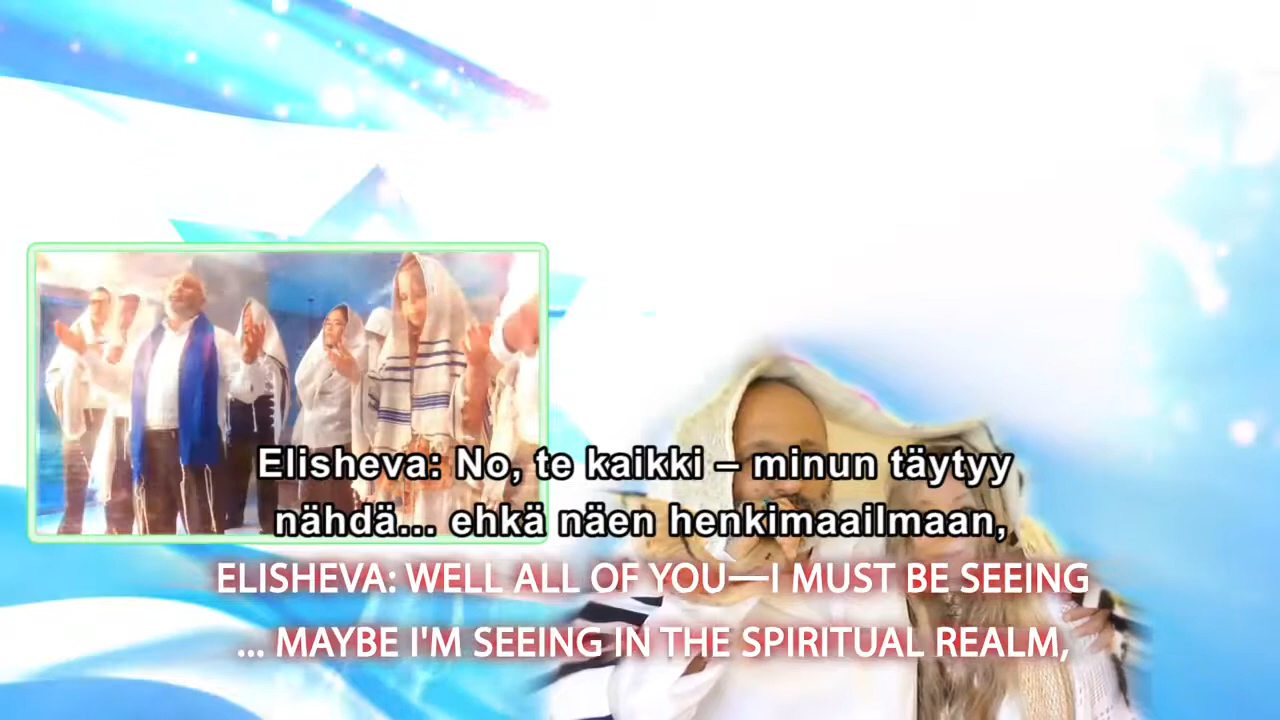 Elisheva: No, te kaikki – minun täytyy
nähdä... ehkä näen henkimaailmaan,
ELISHEVA: WELL ALL OF YOU—I MUST BE SEEING
... MAYBE I'M SEEING IN THE SPIRITUAL REALM,